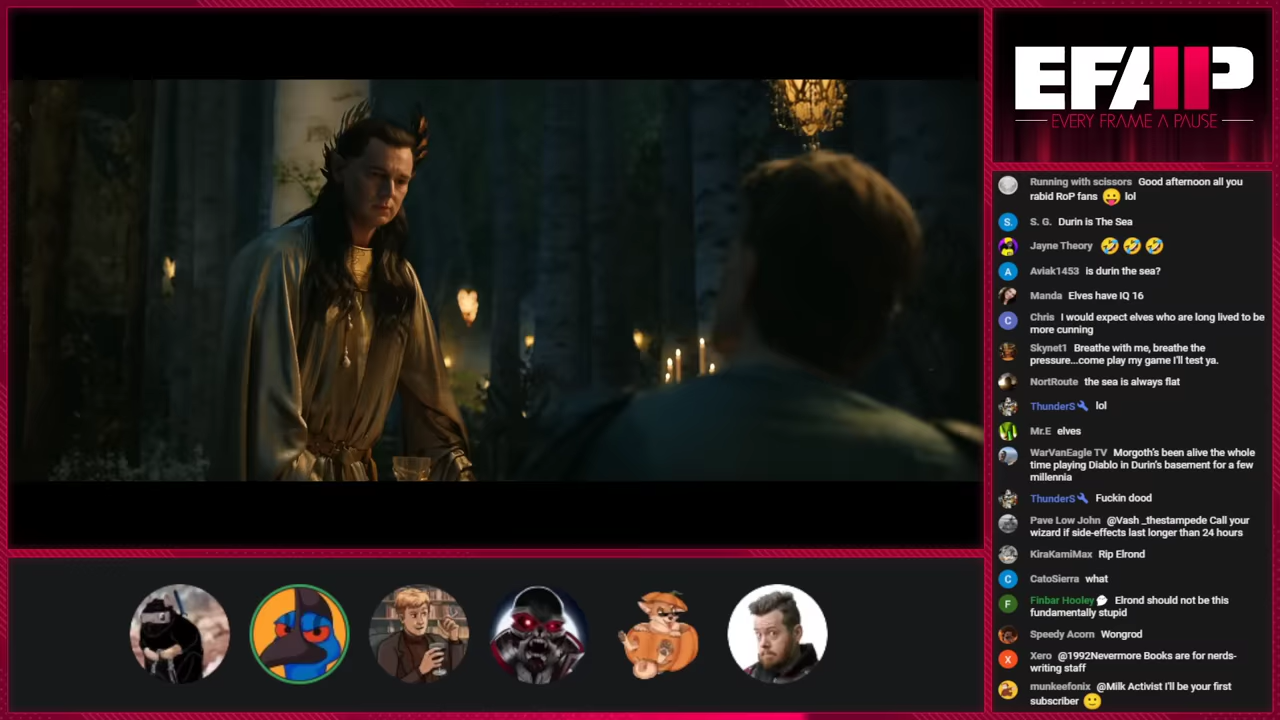 EFAP
EVERY FRAME A PAUSE
Running with scissors Good afternoon all you
rabid RoP fans 😛 lol
S. G. Durin is The Sea
Jayne Theory 🤣 🤣 🤣
Aviak1453 is durin the sea?
Manda Elves have IQ 16
Chris I would expect elves who are long lived to be
more cunning
Skynet1 Breathe with me, breathe the
pressure...come play my game I'll test ya.
NortRoute the sea is always flat
ThunderS lol
Mr.E elves
WarVanEagle TV Morgoth's been alive the whole
time playing Diablo in Durin's basement for a few
millennia
ThunderS Fuckin dood
Pave Low John @Vash _thestampede Call your
wizard if side-effects last longer than 24 hours
KiraKamiMax Rip Elrond
CatoSierra what
Finbar Hooley Elrond should not be this
fundamentally stupid
Speedy Acorn Wongrod
Xero @1992Nevermore Books are for nerds-
writing staff
munkeefonix @Milk Activist I'll be your first
subscriber 🙂
S.
A
C
C
F
X